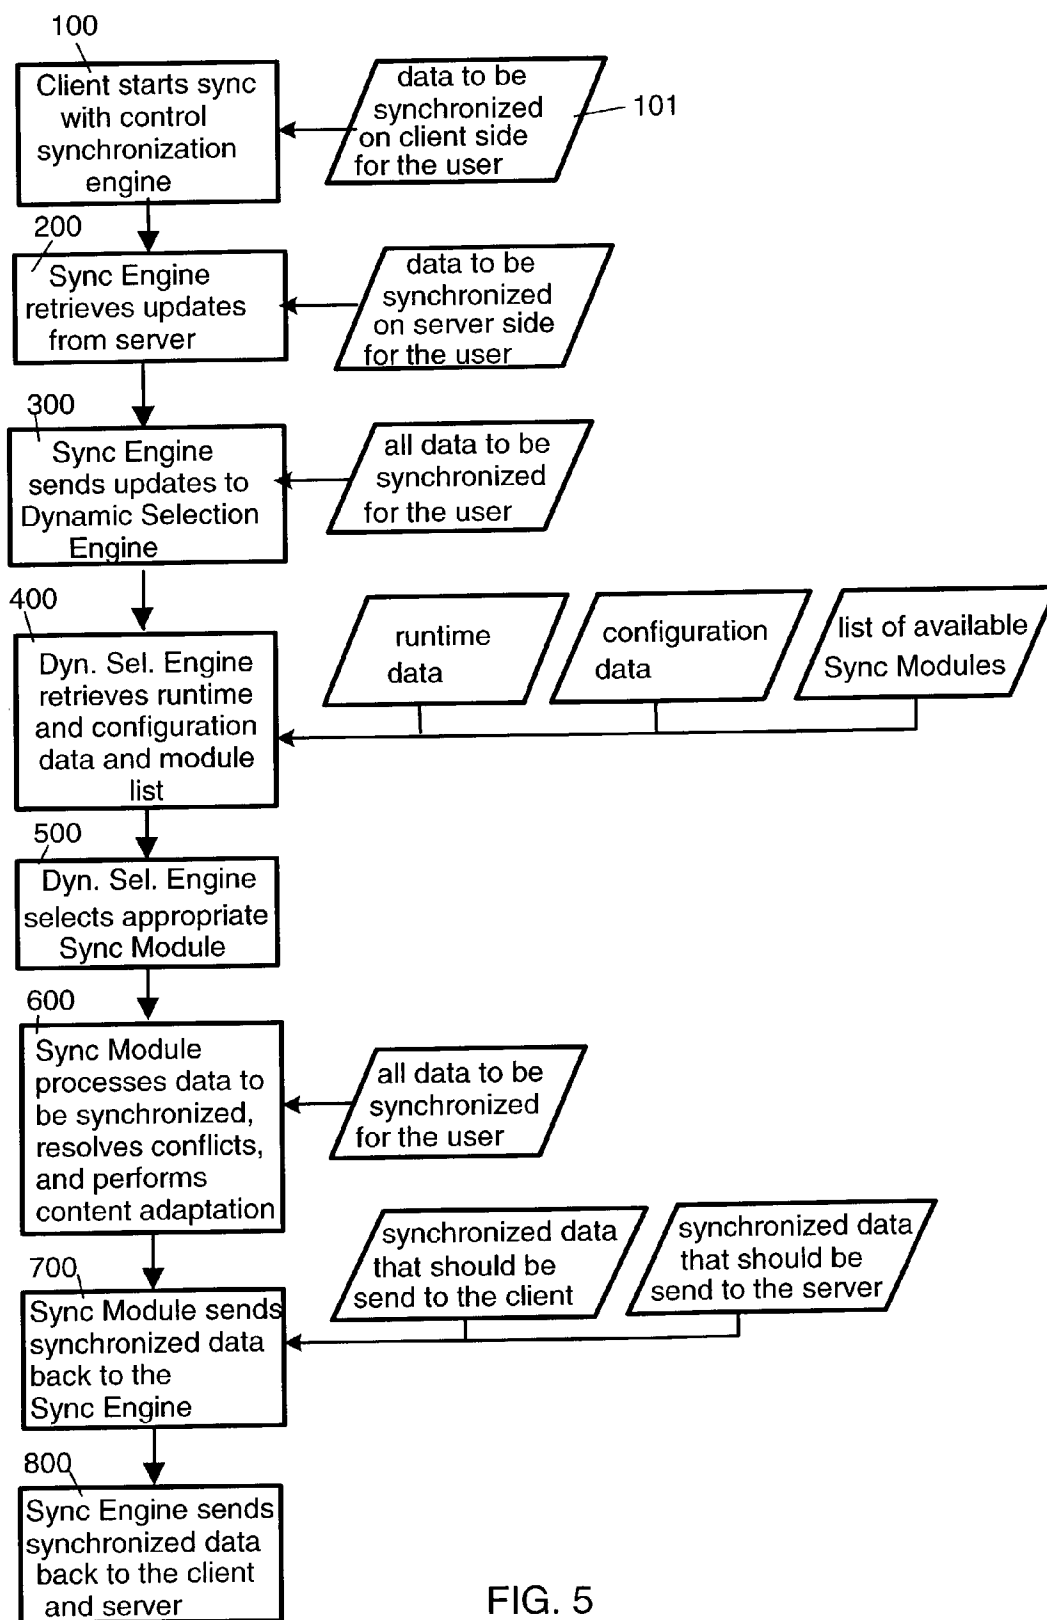 100
Client starts sync
with control
synchronization
engine
data to be
synchronized
on client side
for the user
101
200
Sync Engine
retrieves updates
from server
data to be
synchronized
on server side
for the user
300
Sync Engine
sends updates to
Dynamic Selection
Engine
all data to be
synchronized
for the user
400
Dyn. Sel. Engine
retrieves runtime
and configuration
data and module
list
runtime
data
configuration
data
list of available
Sync Modules
500
Dyn. Sel. Engine
selects appropriate
Sync Module
600
Sync Module
processes data to
be synchronized,
resolves conflicts,
and performs
content adaptation
all data to be
synchronized
for the user
700
Sync Module sends
synchronized data
back to the
Sync Engine
synchronized data
that should be
send to the client
synchronized data
that should be
send to the server
800
Sync Engine sends
synchronized data
back to the client
and server
FIG. 5